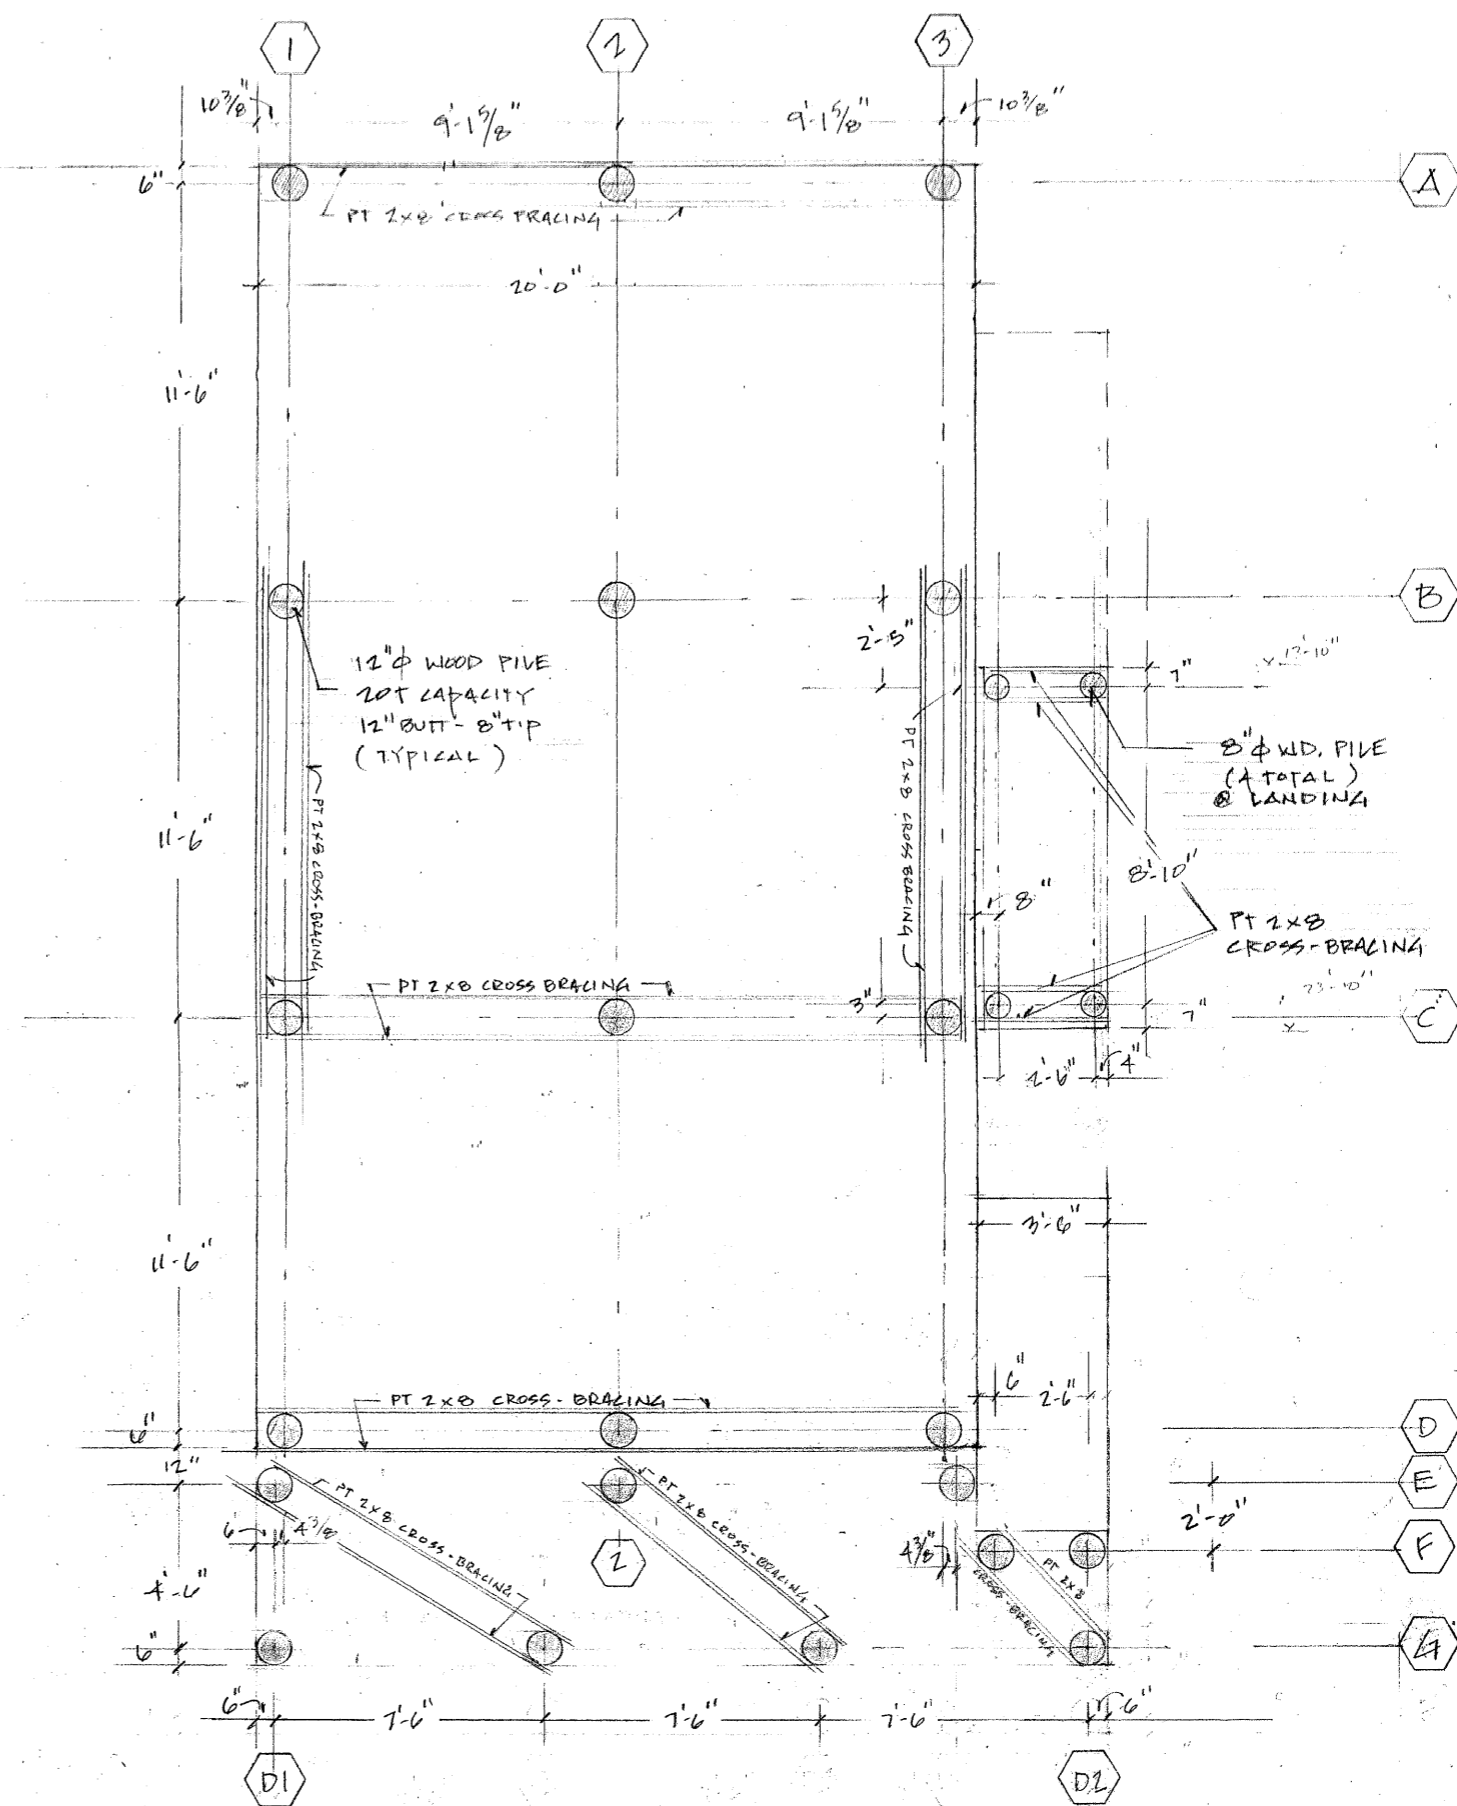 1
2
3
10 3/8"
9'-1 5/8"
9'-1 5/8"
10 3/8"
6"
A
PT 2x8 CROSS BRACING
20'-0"
11'-6"
B
2'-5"
12"ϕ WOOD PILE
20T CAPACITY
12" BUTT - 8" TIP
(TYPICAL)
7"
8"ϕ WD. PILE
(4 TOTAL)
@ LANDING
PT 2x8 CROSS-BRACING
PT 2x8 CROSS BRACING
11'-6"
8'-10"
8"
PT 2x8
CROSS-BRACING
PT 2x8 CROSS BRACING
23'-10"
3"
7"
C
2'-6"
4"
3'-6"
11'-6"
6"
2'-6"
PT 2x8 CROSS-BRACING
6"
D
12"
E
PT 2x8 CROSS-BRACING
PT 2x8 CROSS-BRACING
2'-0"
6"
4 3/8
2
4 3/8"
F
PT 2x8
CROSS-BRACING
4'-6"
6"
G
6"
7'-6"
7'-6"
7'-6"
6"
D1
D2